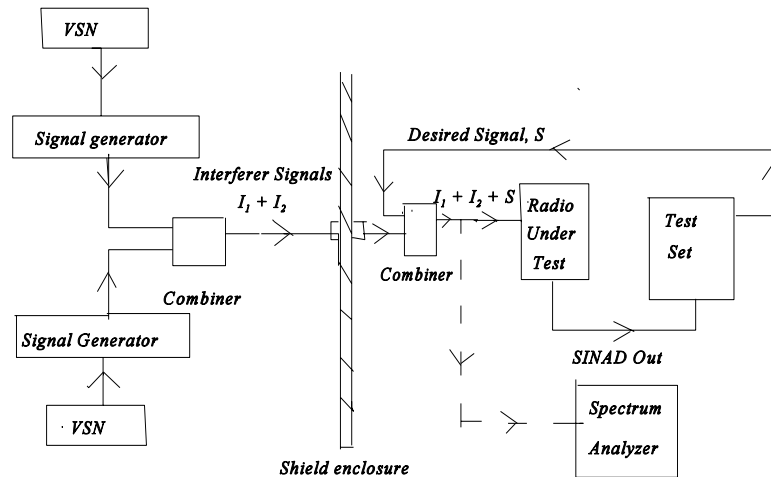 VSN
Signal generator
Interferer Signals
I₁ + I₂
Combiner
Signal Generator
VSN
Shield enclosure
Desired Signal, S
I₁ + I₂ + S
Combiner
Radio
Under
Test
Test
Set
SINAD Out
Spectrum
Analyzer